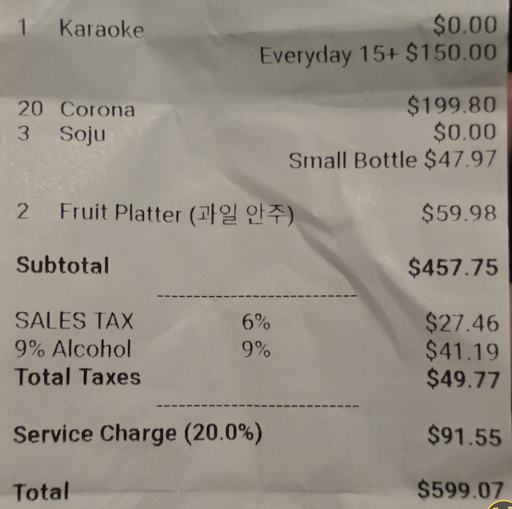 1 Karaoke $0.00
Everyday 15+ $150.00
20 Corona $199.80
3 Soju $0.00
Small Bottle $47.97
2 Fruit Platter (과일 안주) $59.98
Subtotal $457.75
SALES TAX 6% $27.46
9% Alcohol 9% $41.19
Total Taxes $49.77
Service Charge (20.0%) $91.55
Total $599.07